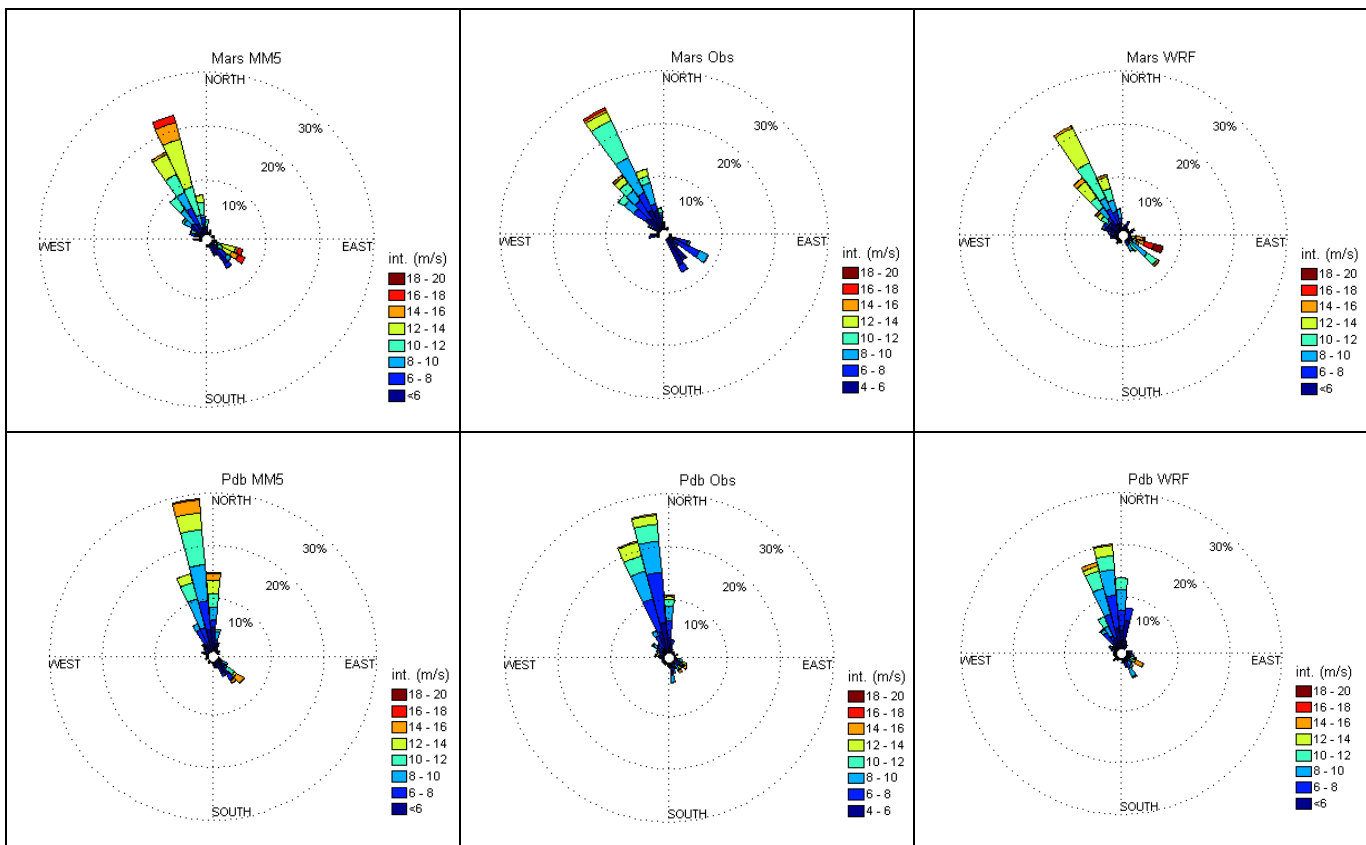 Mars MM5
NORTH
30%
20%
10%
WEST
EAST
SOUTH
int. (m/s)
18 - 20
16 - 18
14 - 16
12 - 14
10 - 12
8 - 10
6 - 8
<6
Mars Obs
NORTH
30%
20%
10%
WEST
EAST
SOUTH
int. (m/s)
18 - 20
16 - 18
14 - 16
12 - 14
10 - 12
8 - 10
6 - 8
4 - 6
Mars WRF
NORTH
30%
20%
10%
WEST
EAST
SOUTH
int. (m/s)
18 - 20
16 - 18
14 - 16
12 - 14
10 - 12
8 - 10
6 - 8
<6
Pdb MM5
NORTH
30%
20%
10%
WEST
EAST
SOUTH
int. (m/s)
18 - 20
16 - 18
14 - 16
12 - 14
10 - 12
8 - 10
6 - 8
<6
Pdb Obs
NORTH
30%
20%
10%
WEST
EAST
SOUTH
int. (m/s)
18 - 20
16 - 18
14 - 16
12 - 14
10 - 12
8 - 10
6 - 8
4 - 6
Pdb WRF
NORTH
30%
20%
10%
WEST
EAST
SOUTH
int. (m/s)
18 - 20
16 - 18
14 - 16
12 - 14
10 - 12
8 - 10
6 - 8
<6